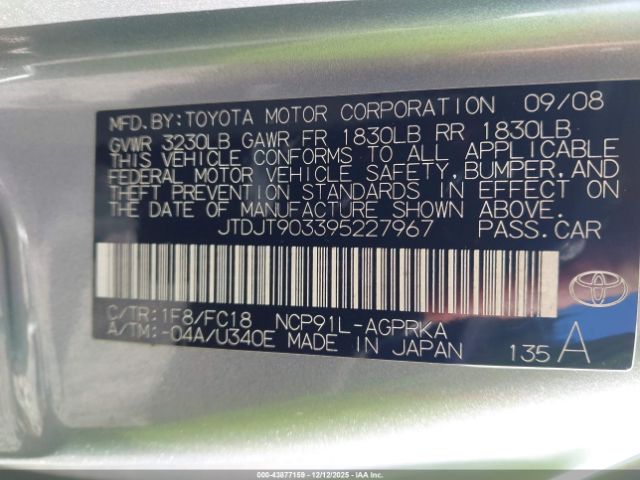 MFD.BY:TOYOTA MOTOR CORPORATION 09/08
GVWR 3230LB GAWR FR 1830LB RR 1830LB
THIS VEHICLE CONFORMS TO ALL APPLICABLE
FEDERAL MOTOR VEHICLE SAFETY,BUMPER,AND
THEFT PREVENTION STANDARDS IN EFFECT ON
THE DATE OF MANUFACTURE SHOWN ABOVE.
JTDJT903395227967 PASS.CAR
C/TR:1F8/FC18 NCP91L-AGPRKA
A/TM:-04A/U340E MADE IN JAPAN
135 A
TOYOTA
000-43877159 • 12/12/2025 - IAAI.COM